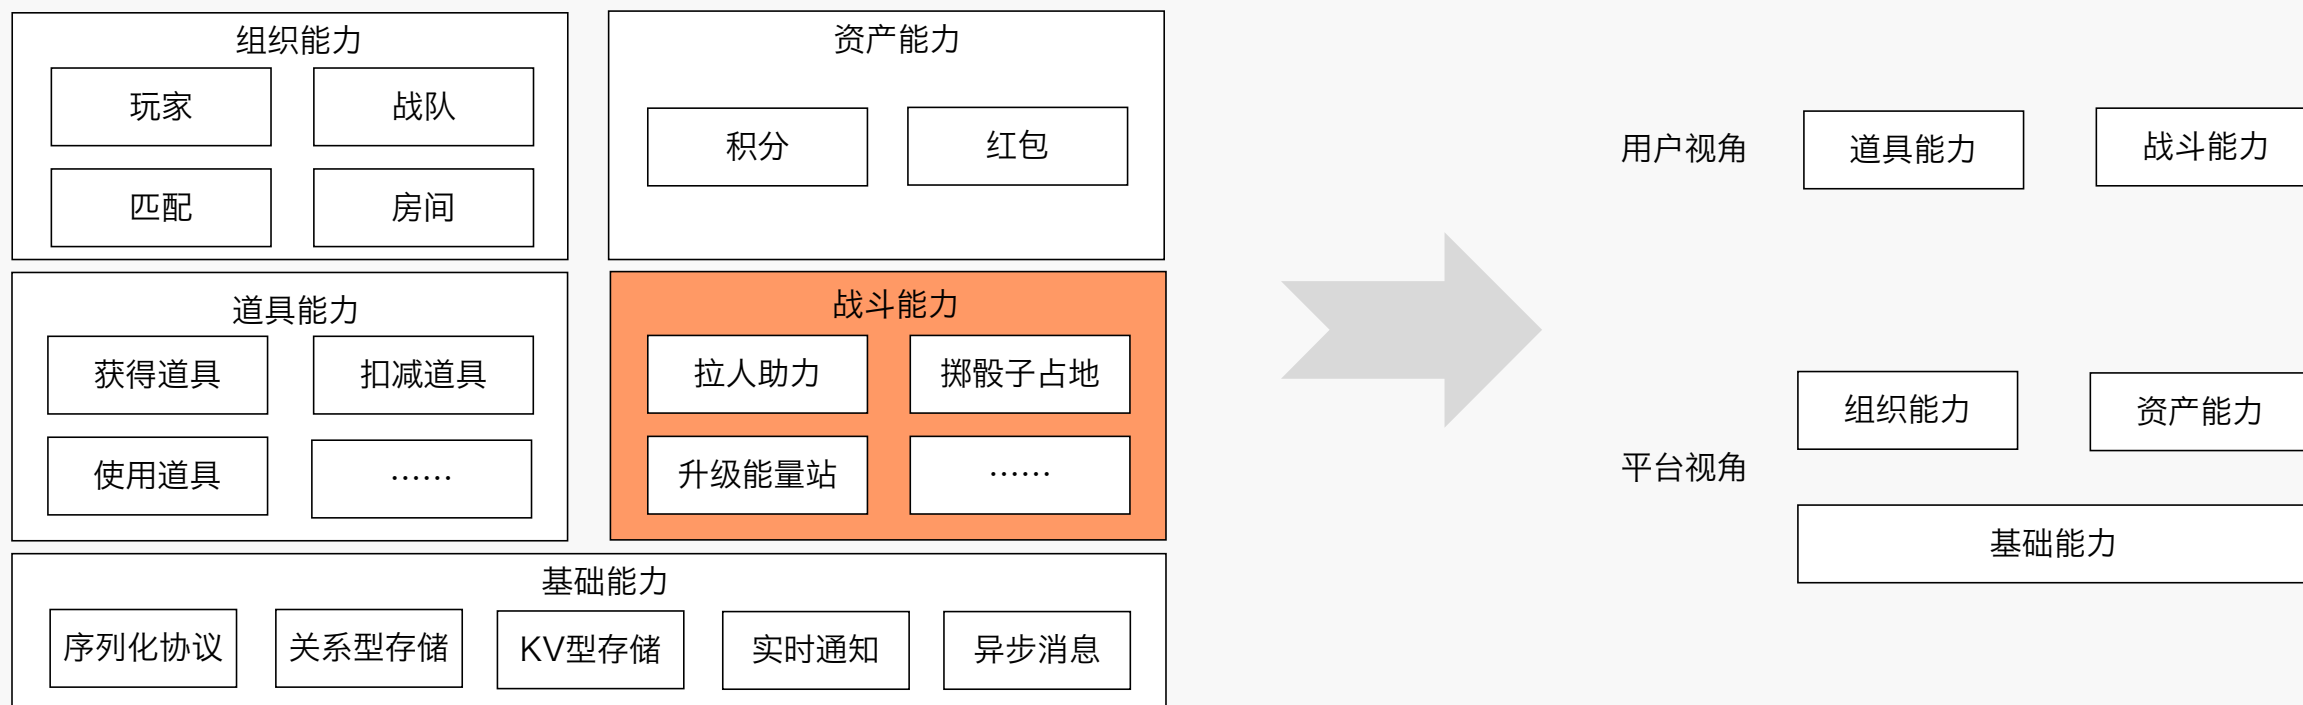 组织能力
玩家
战队
匹配
房间
资产能力
积分
红包
道具能力
获得道具
扣减道具
使用道具
……
战斗能力
拉人助力
掷骰子占地
升级能量站
……
基础能力
序列化协议
关系型存储
KV型存储
实时通知
异步消息
用户视角
道具能力
战斗能力
平台视角
组织能力
资产能力
基础能力